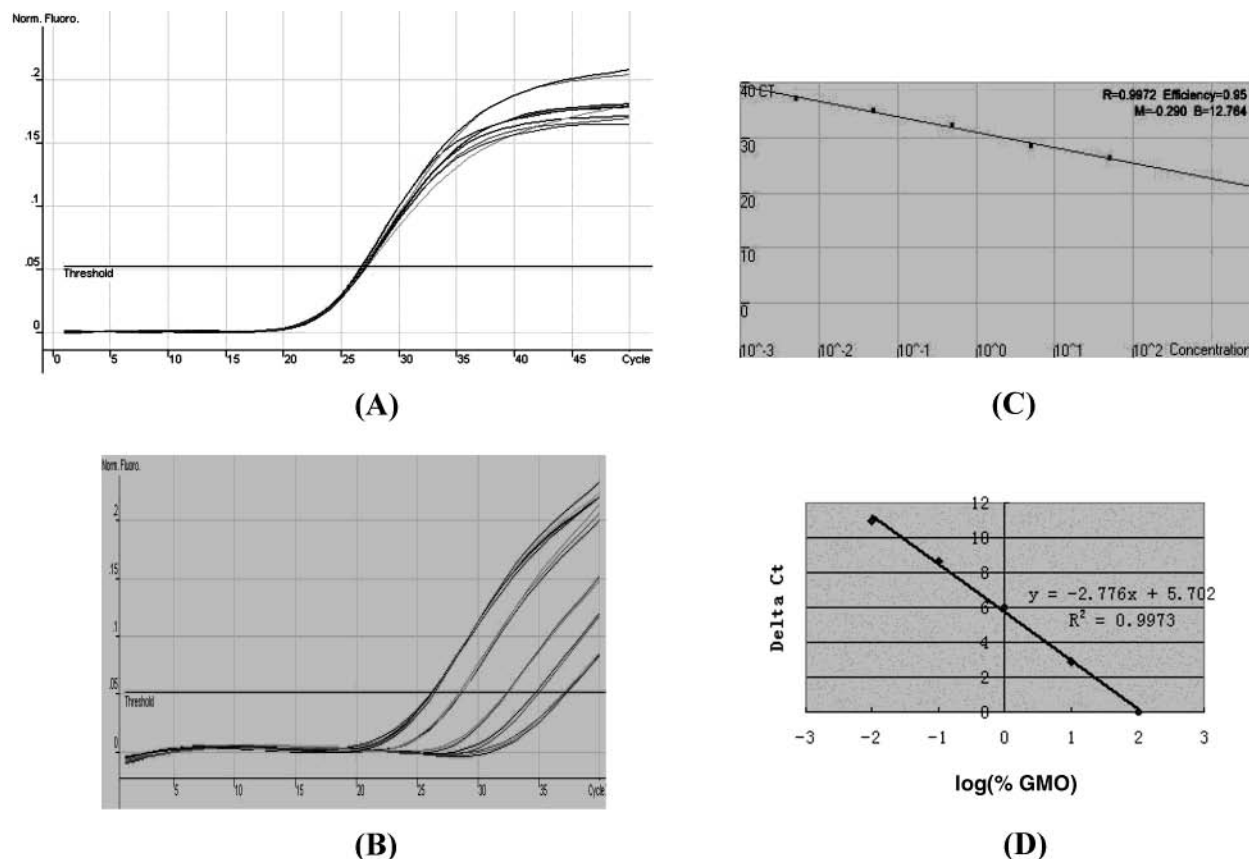 Norm. Fluoro.
.2
.15
.1
.05
Threshold
0
0 5 10 15 20 25 30 35 40 45 Cycle
(A)
40 CT
R=0.9972 Efficiency=0.95
M=-0.290 B=12.764
30
20
10
0
10^-3 10^-2 10^-1 10^0 10^1 10^2 Concentration
(C)
Norm. Fluoro.
.2
.15
.1
.05
Threshold
0
5 10 15 20 25 30 35 Cycle
(B)
12
10
8
6
4
2
0
Delta Ct
y = -2.776x + 5.702
R² = 0.9973
-3 -2 -1 0 1 2 3
log(% GMO)
(D)